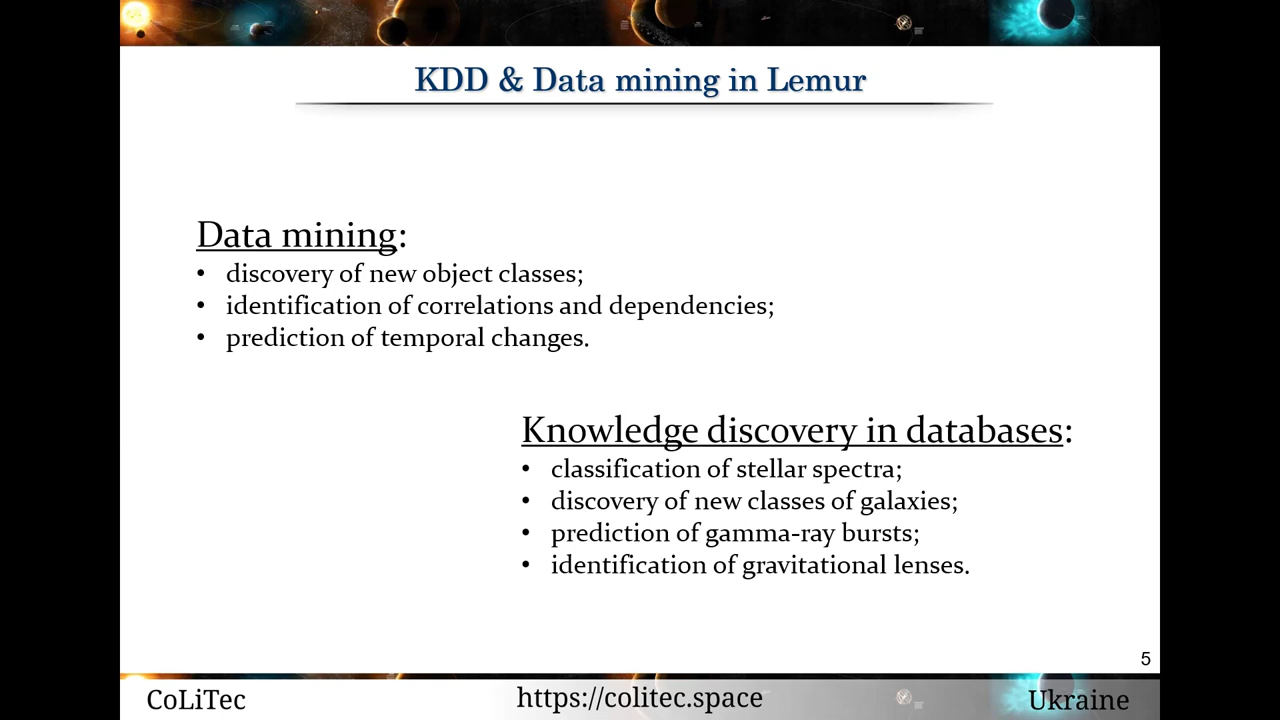 KDD & Data mining in Lemur
Data mining:
• discovery of new object classes;
• identification of correlations and dependencies;
• prediction of temporal changes.
Knowledge discovery in databases:
• classification of stellar spectra;
• discovery of new classes of galaxies;
• prediction of gamma-ray bursts;
• identification of gravitational lenses.
5
CoLiTec
https://colitec.space
Ukraine